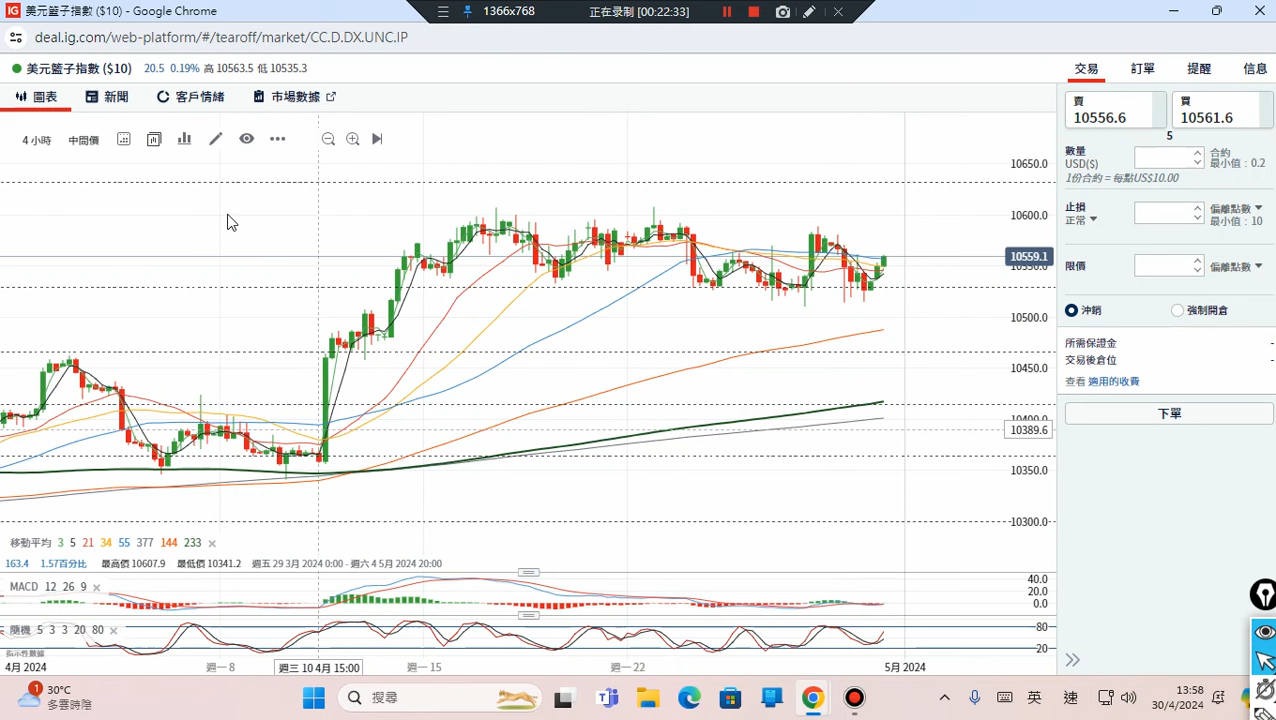 IG 美元籃子指數 ($10) - Google Chrome
1366x768 正在录制 [00:22:33]
deal.ig.com/web-platform/#/tearoff/market/CC.D.DX.UNC.IP
美元籃子指數 ($10) 20.5 0.19% 高 10563.5 低 10535.3
交易 訂單 提醒 信息
圖表 新聞 客戶情緒 市場數據
賣 買
10556.6 10561.6
5
4 小時 中間價
數量
USD($)
合約
最小值 : 0.2
1份合約 = 每點US$10.00
止損
正常
偏離點數
最小值 : 10
限價 偏離點數
沖銷 強制開倉
所需保證金 -
交易後倉位 -
查看 適用的收費
下單
10650.0
10600.0
10559.1
10550.0
10500.0
10450.0
10400.0
10389.6
10350.0
10300.0
移動平均 3 5 21 34 55 377 144 233
163.4 1.57百分比 最高價 10607.9 最低價 10341.2 週五 29 3月 2024 0:00 - 週六 4 5月 2024 20:00
MACD 12 26 9
40.0
20.0
0.0
隨機 5 3 3 20 80
80
20
指示性數據
4月 2024 週一 8 週三 10 4月 15:00 週一 15 週一 22 5月 2024
1
30°C
多雲時陰
搜尋
英 速
13:58
30/4/2024